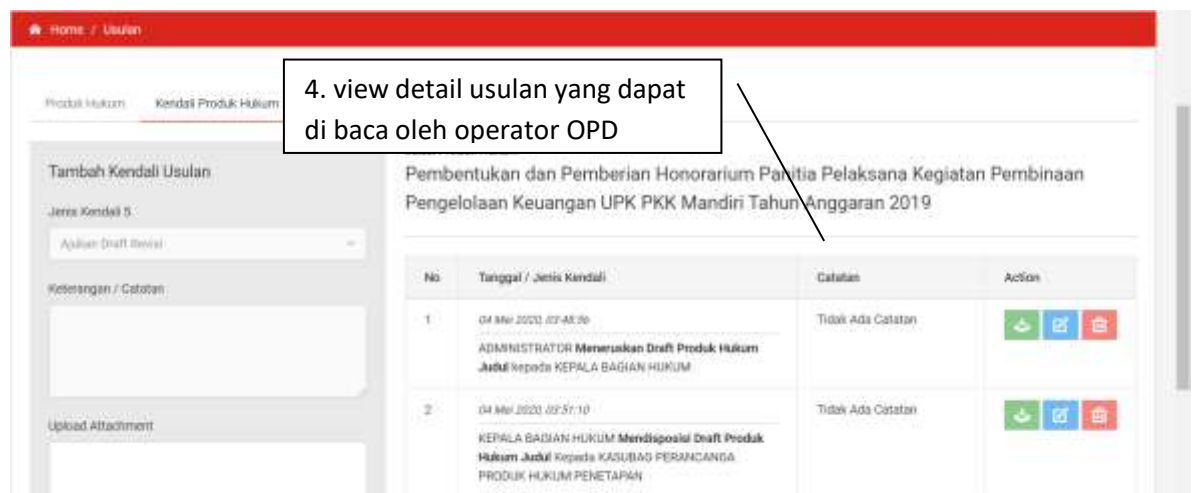 Home / Usulan
4. view detail usulan yang dapat
di baca oleh operator OPD
Produk Hukum
Kendali Produk Hukum
Tambah Kendali Usulan
Jenis Kendali S
Ajukan Draft Revisi
Keterangan / Catatan
Upload Attachment
Pembentukan dan Pemberian Honorarium Panitia Pelaksana Kegiatan Pembinaan
Pengelolaan Keuangan UPK PKK Mandiri Tahun Anggaran 2019
No Tanggal / Jenis Kendali Catatan Action
1 04 Mei 2020, Tidak Ada Catatan
ADMINISTRATOR Meneruskan Draft Produk Hukum
Judul kepada KEPALA BAGIAN HUKUM
2 04 Mei 2020, 03:51:10 Tidak Ada Catatan
KEPALA BAGIAN HUKUM Mendisposisi Draft Produk
Hukum Judul Kepada KASUBAG PERANCANGA
PRODUK HUKUM PENETAPAN